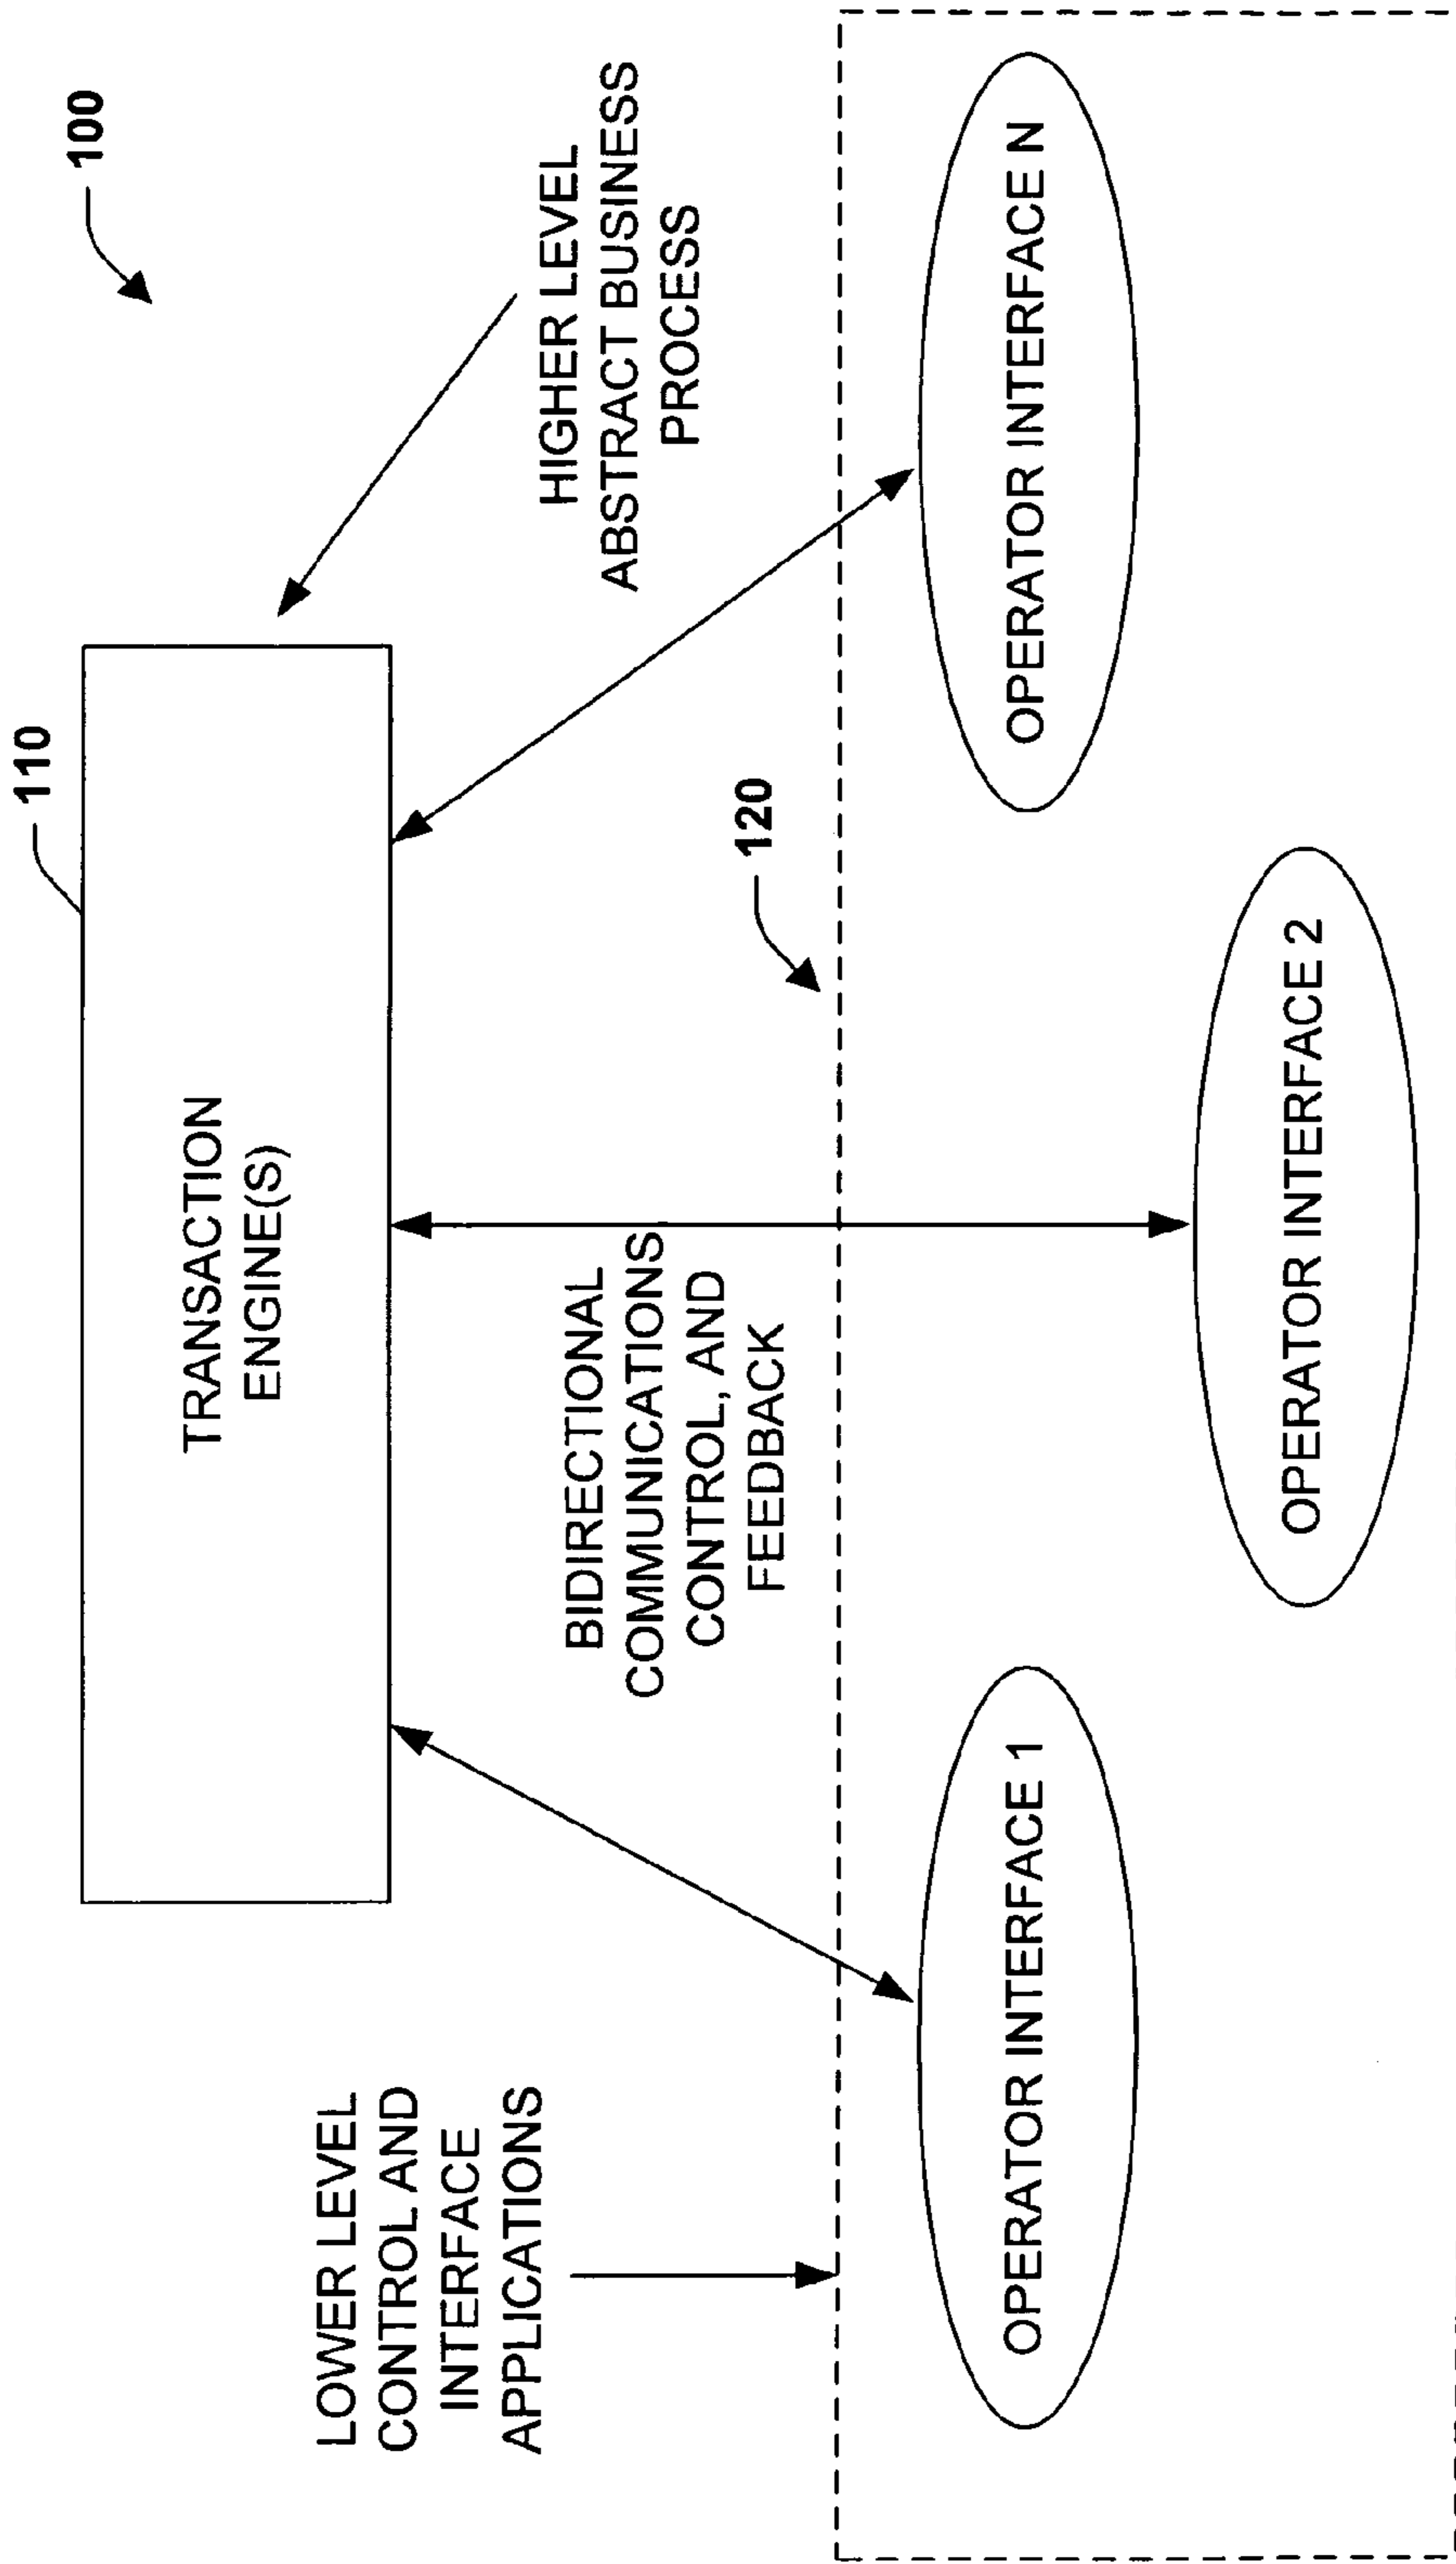 100
110
TRANSACTION
ENGINE(S)
HIGHER LEVEL
ABSTRACT BUSINESS
PROCESS
LOWER LEVEL
CONTROL AND
INTERFACE
APPLICATIONS
BIDIRECTIONAL
COMMUNICATIONS
CONTROL, AND
FEEDBACK
120
OPERATOR INTERFACE 1
OPERATOR INTERFACE 2
OPERATOR INTERFACE N